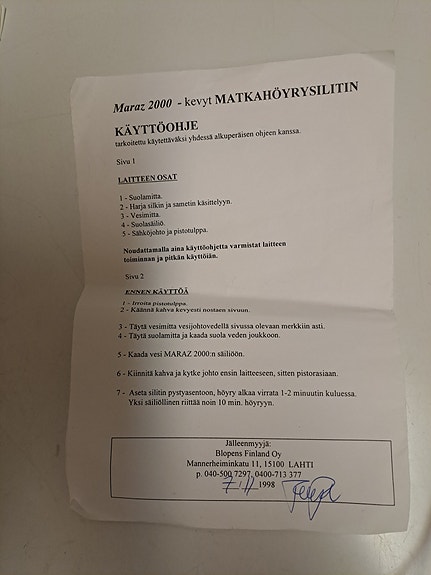 Maraz 2000 - kevyt MATKAHÖYRYSILITIN
KÄYTTÖOHJE
tarkoitettu käytettäväksi yhdessä alkuperäisen ohjeen kanssa.
Sivu 1
LAITTEEN OSAT
1 - Suolamitta.
2 - Harja silkin ja sametin käsittelyyn.
3 - Vesimitta.
4 - Suolasäiliö.
5 - Sähköjohto ja pistotulppa.
Noudattamalla aina käyttöohjetta varmistat laitteen
toiminnan ja pitkän käyttöiän.
Sivu 2
ENNEN KÄYTTÖÄ
1 - Irroita pistotulppa.
2 - Käännä kahva kevyesti nostaen sivuun.
3 - Täytä vesimitta vesijohtovedellä sivussa olevaan merkkiin asti.
4 - Täytä suolamitta ja kaada suola veden joukkoon.
5 - Kaada vesi MARAZ 2000:n säiliöön.
6 - Kiinnitä kahva ja kytke johto ensin laitteeseen, sitten pistorasiaan.
7 - Aseta silitin pystyasentoon, höyry alkaa virrata 1-2 minuutin kuluessa.
Yksi säiliöllinen riittää noin 10 min. höyryyn.
Jälleenmyyjä:
Blopens Finland Oy
Mannerheiminkatu 11, 15100 LAHTI
p. 040-500 7297, 0400-713 377
1998